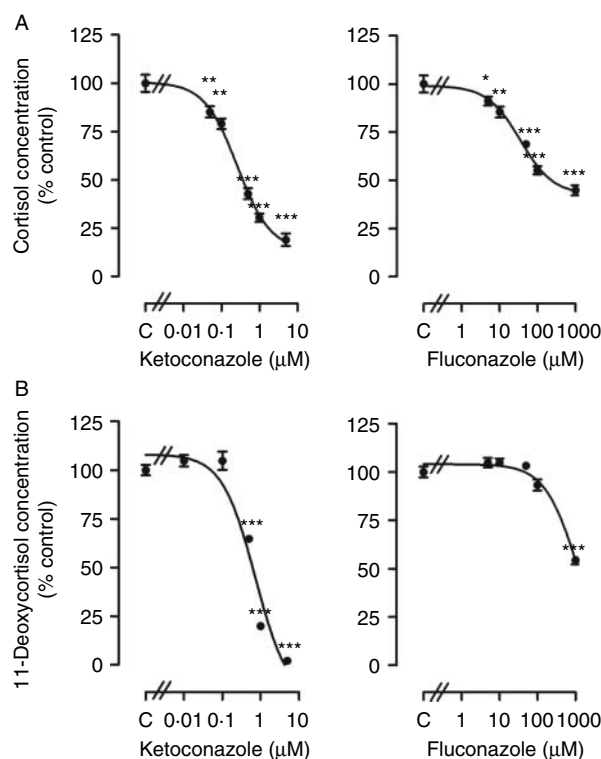 A
Cortisol concentration
(% control)
125
100
75
50
25
0
**
**
***
***
***
C 0·01 0·1 1 10
Ketoconazole (μM)
125
100
75
50
25
0
*
**
***
***
***
C 1 10 100 1000
Fluconazole (μM)
B
11-Deoxycortisol concentration
(% control)
125
100
75
50
25
0
***
***
***
C 0·01 0·1 1 10
Ketoconazole (μM)
125
100
75
50
25
0
***
C 1 10 100 1000
Fluconazole (μM)